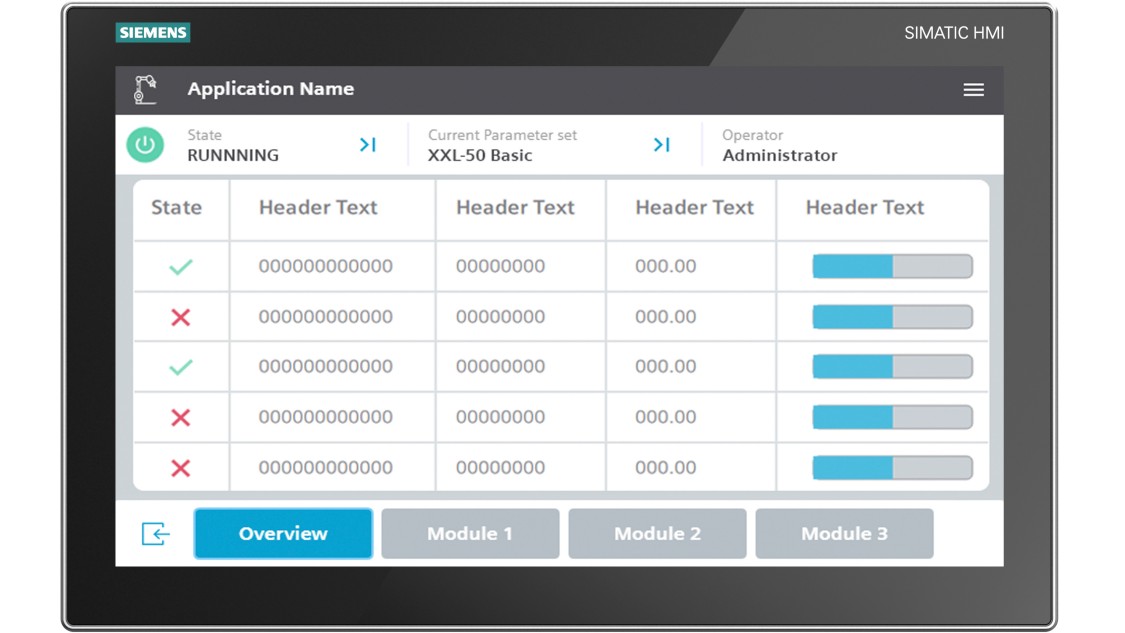 SIEMENS
SIMATIC HMI
Application Name
State
RUNNNING
Current Parameter set
XXL-50 Basic
Operator
Administrator
State Header Text Header Text Header Text Header Text
000000000000 00000000 000.00
000000000000 00000000 000.00
000000000000 00000000 000.00
000000000000 00000000 000.00
000000000000 00000000 000.00
Overview Module 1 Module 2 Module 3